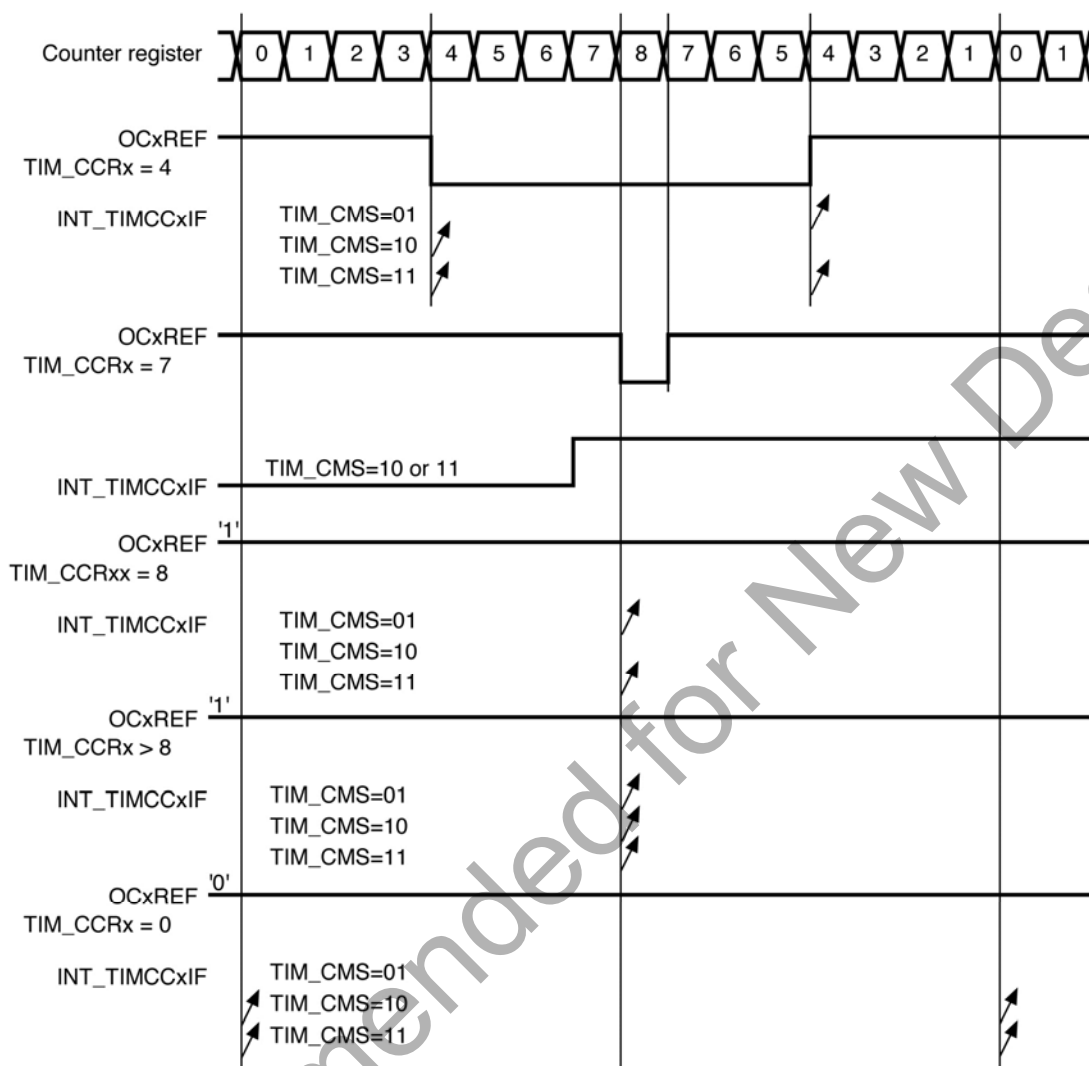 Counter register 0 1 2 3 4 5 6 7 8 7 6 5 4 3 2 1 0 1
OCxREF
TIM_CCRx = 4
INT_TIMCCxIF
TIM_CMS=01
TIM_CMS=10
TIM_CMS=11
OCxREF
TIM_CCRx = 7
TIM_CMS=10 or 11
INT_TIMCCxIF
OCxREF '1'
TIM_CCRxx = 8
INT_TIMCCxIF
TIM_CMS=01
TIM_CMS=10
TIM_CMS=11
OCxREF '1'
TIM_CCRx > 8
INT_TIMCCxIF
TIM_CMS=01
TIM_CMS=10
TIM_CMS=11
OCxREF '0'
TIM_CCRx = 0
INT_TIMCCxIF
TIM_CMS=01
TIM_CMS=10
TIM_CMS=11
for New